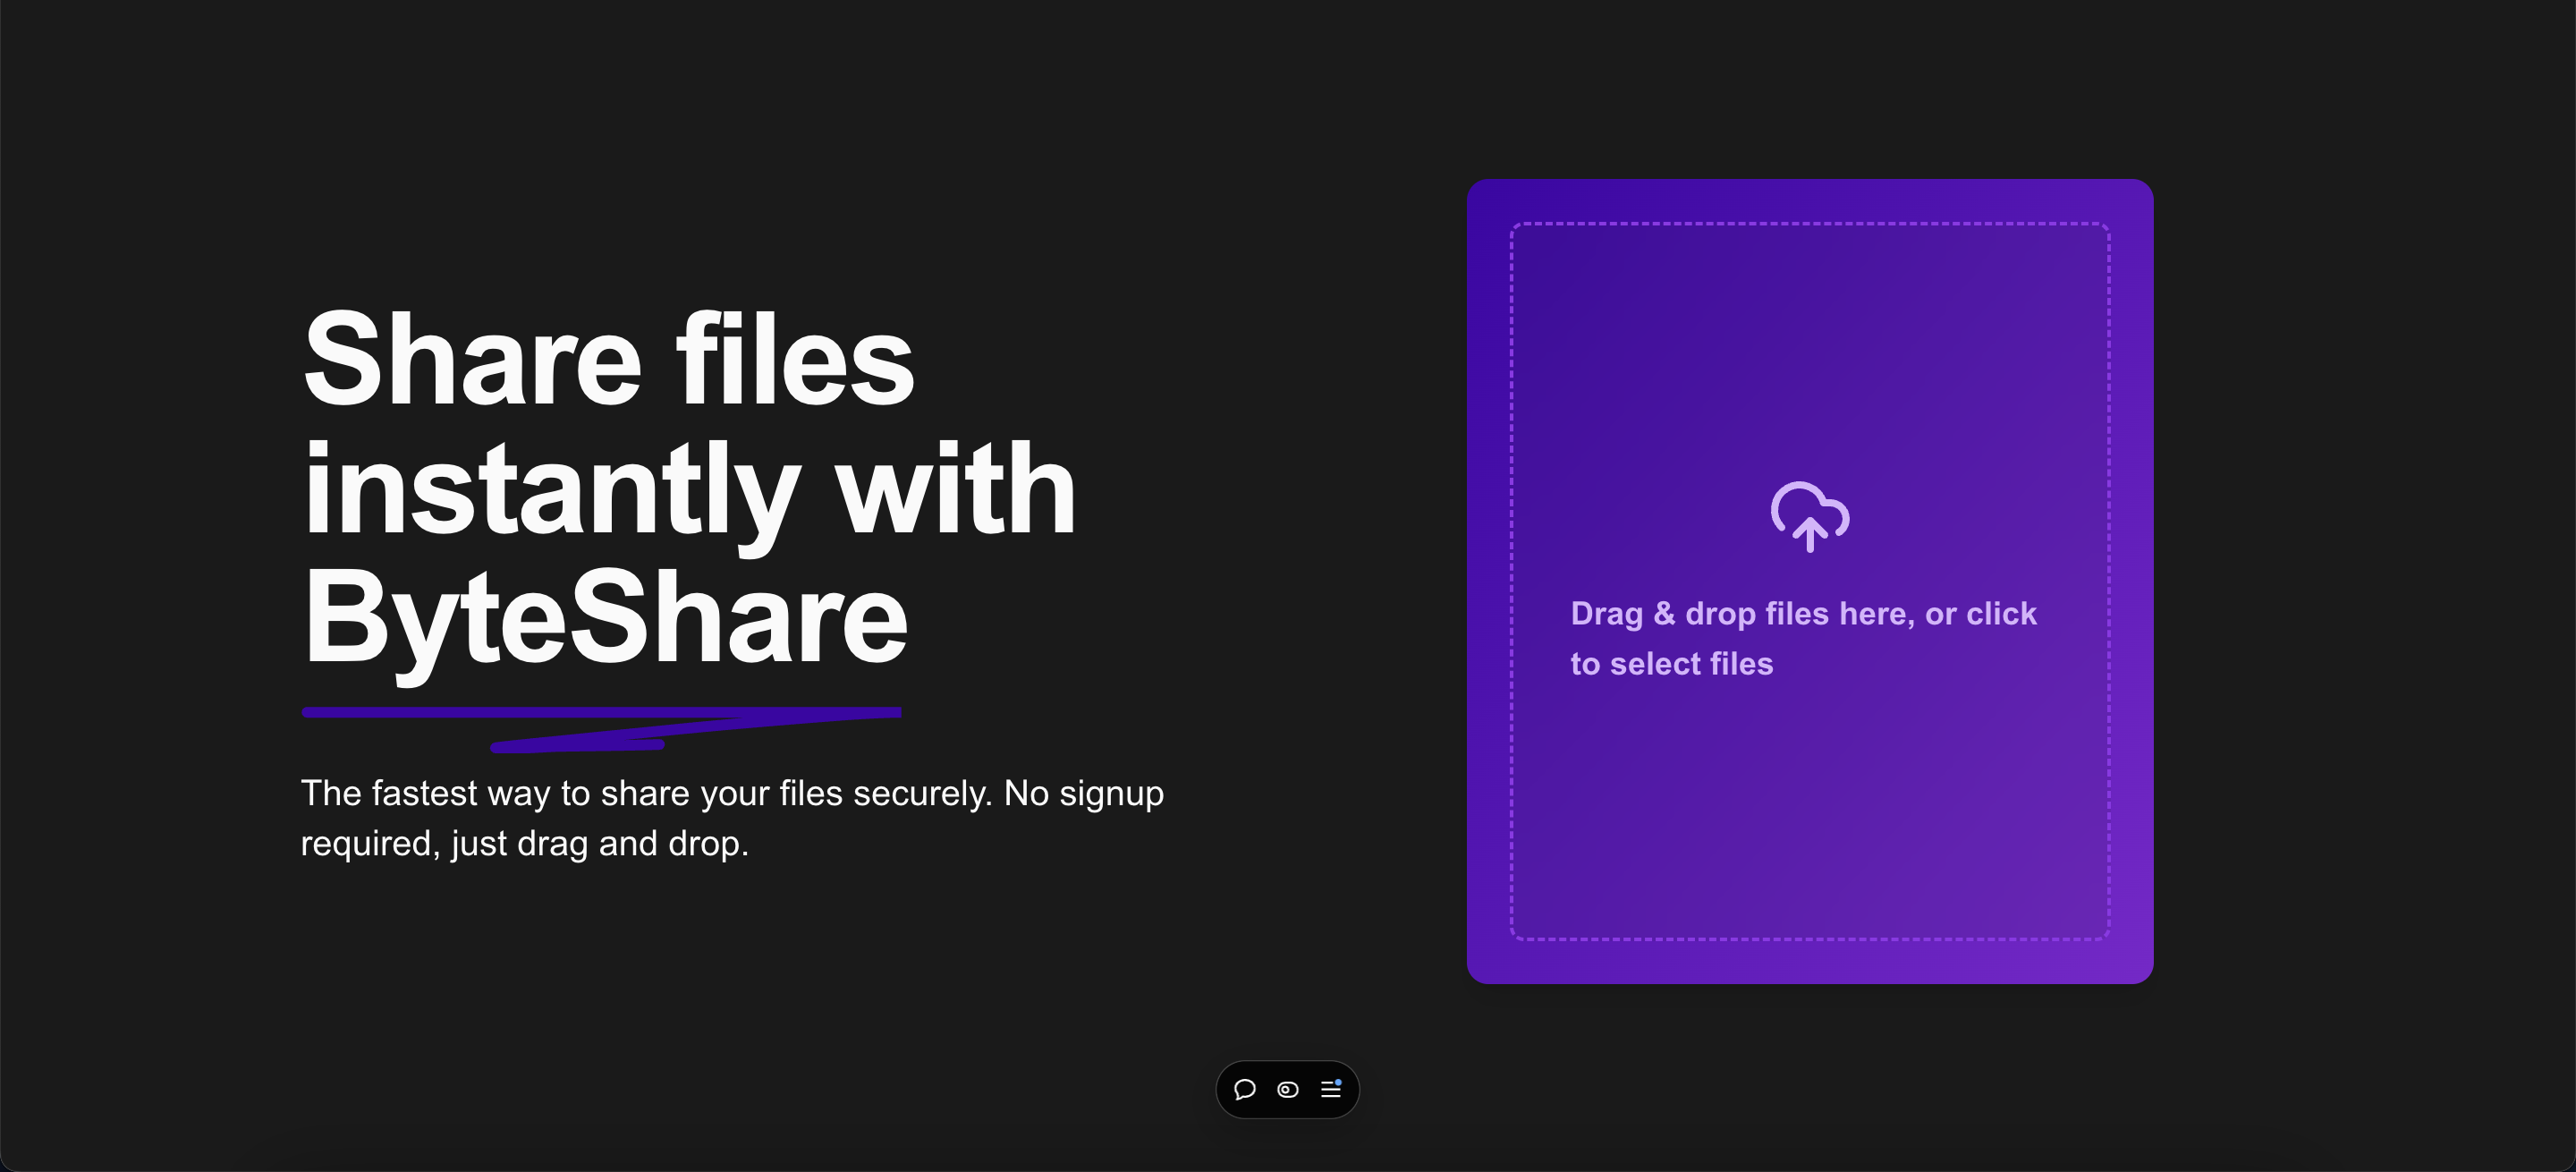 Share files
instantly with
ByteShare
The fastest way to share your files securely. No signup
required, just drag and drop.
Drag & drop files here, or click
to select files